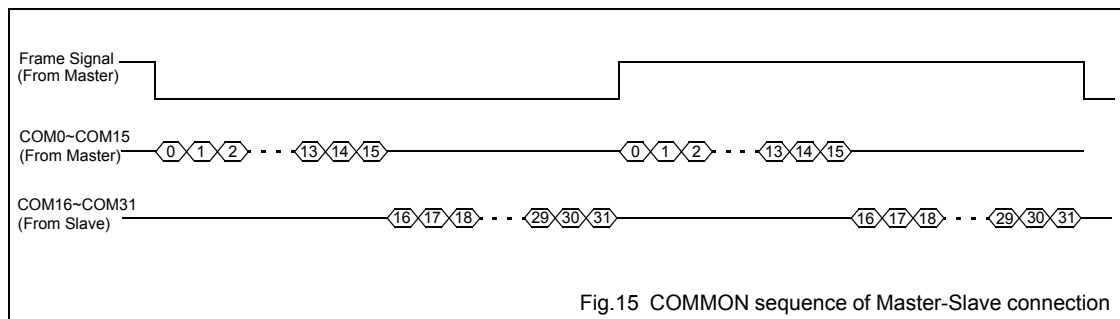 Frame Signal
(From Master)
COM0~COM15
(From Master)
0 1 2 13 14 15 0 1 2 13 14 15
COM16~COM31
(From Slave)
16 17 18 29 30 31 16 17 18 29 30 31
Fig.15 COMMON sequence of Master-Slave connection